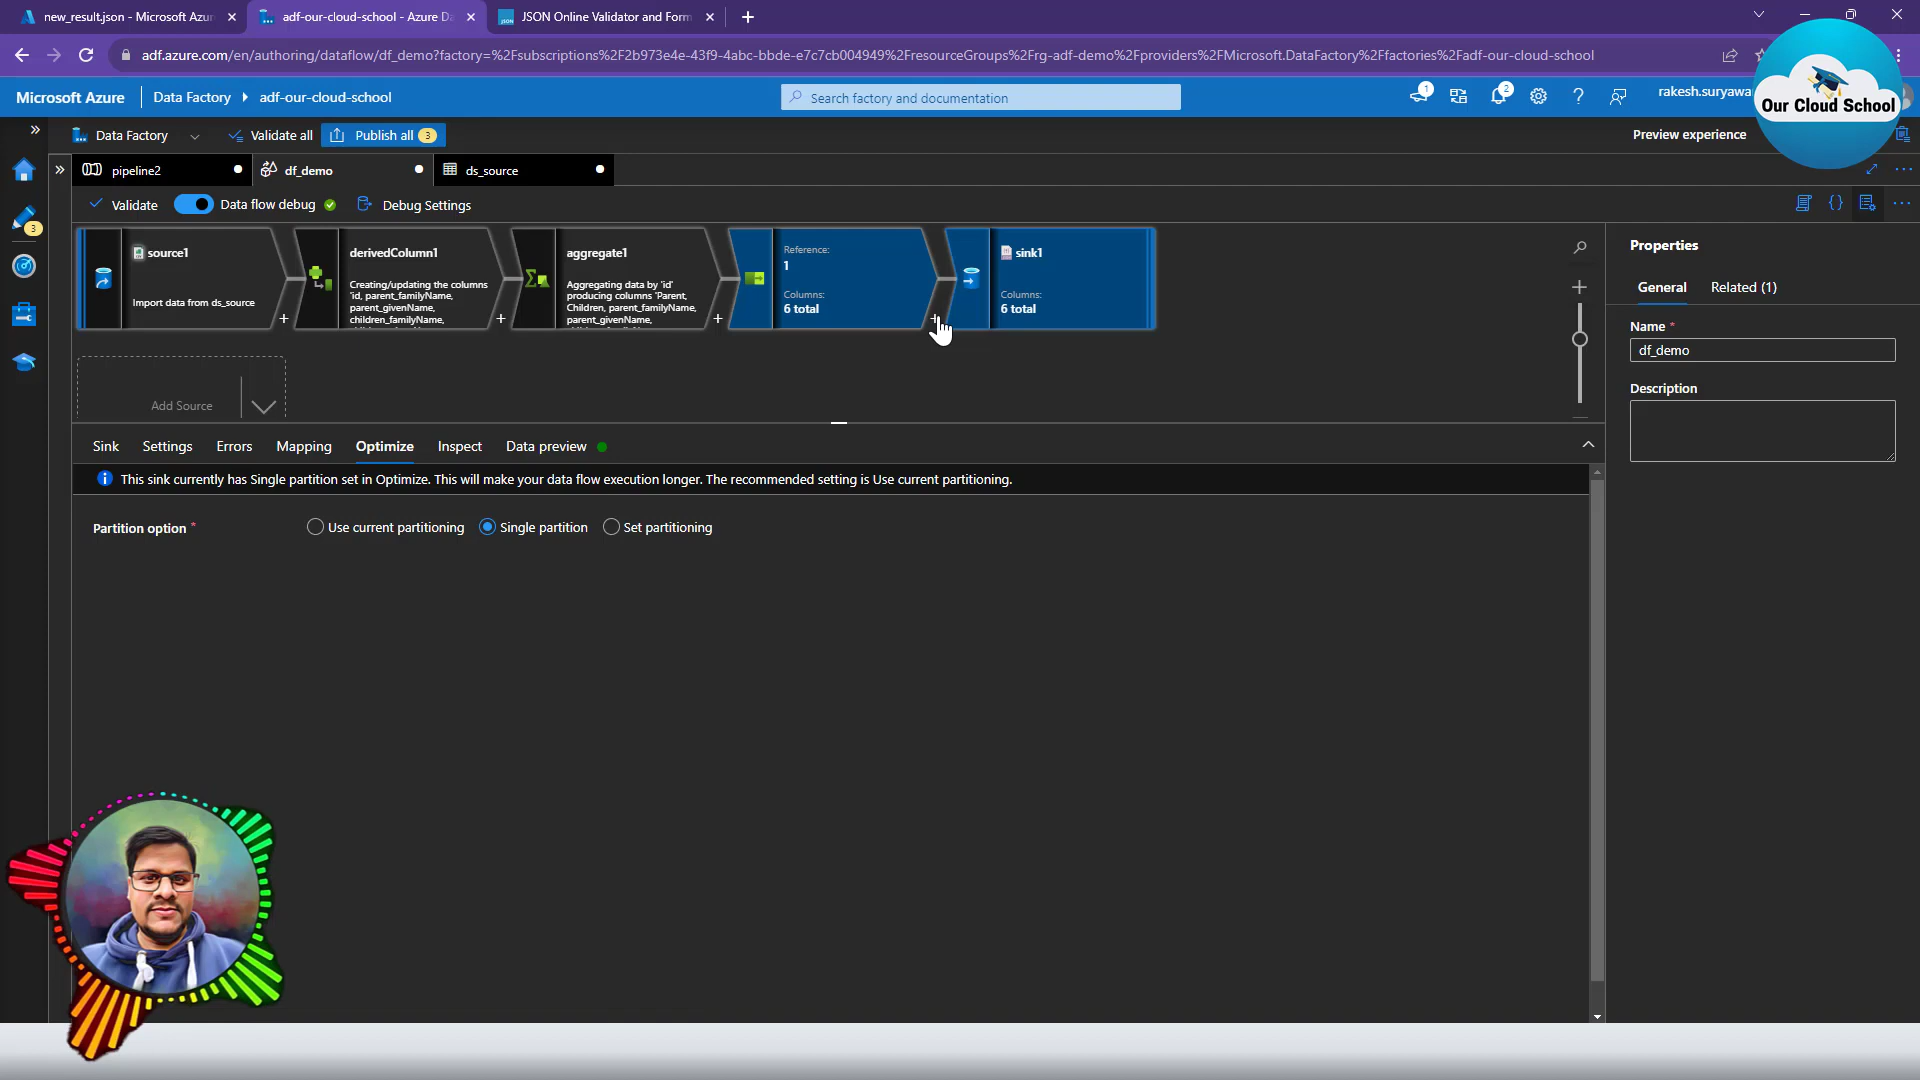 new_result.json - Microsoft Azur
adf-our-cloud-school - Azure Da
JSON Online Validator and Form
adf.azure.com/en/authoring/dataflow/df_demo?factory=%2Fsubscriptions%2F2b973e4e-43f9-4abc-bbde-e7c7cb004949%2FresourceGroups%2Frg-adf-demo%2Fproviders%2FMicrosoft.DataFactory%2Ffactories%2Fadf-our-cloud-school
Microsoft Azure
Data Factory
adf-our-cloud-school
Search factory and documentation
1
2
rakesh.suryawa
Our Cloud School
Data Factory
Validate all
Publish all 3
Preview experience
pipeline2
df_demo
ds_source
Validate
Data flow debug
Debug Settings
3
source1
Import data from ds_source
derivedColumn1
Creating/updating the columns
'id, parent_familyName,
parent_givenName,
children_familyName,
aggregate1
Aggregating data by 'id'
producing columns 'Parent,
Children, parent_familyName,
parent_givenName,
Reference:
1
Columns:
6 total
sink1
Columns:
6 total
Add Source
Properties
General
Related (1)
Name *
df_demo
Description
Sink
Settings
Errors
Mapping
Optimize
Inspect
Data preview
This sink currently has Single partition set in Optimize. This will make your data flow execution longer. The recommended setting is Use current partitioning.
Partition option *
Use current partitioning
Single partition
Set partitioning